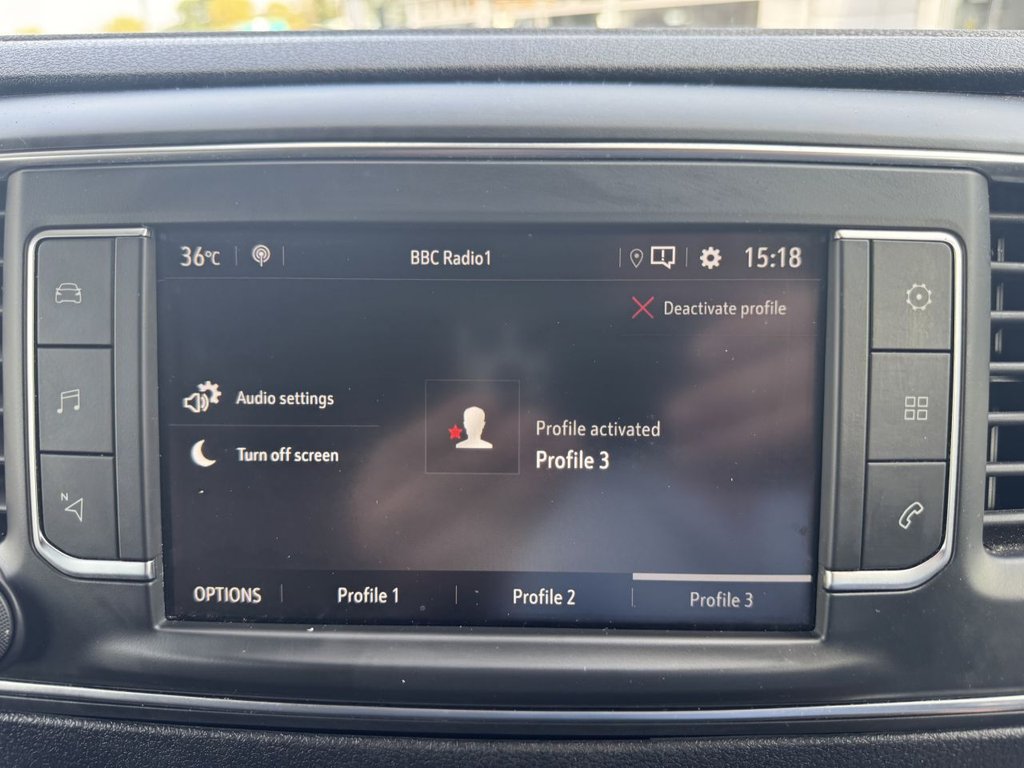 36°C BBC Radio1 15:18
Deactivate profile
Audio settings
Turn off screen
Profile activated
Profile 3
OPTIONS Profile 1 Profile 2 Profile 3
N